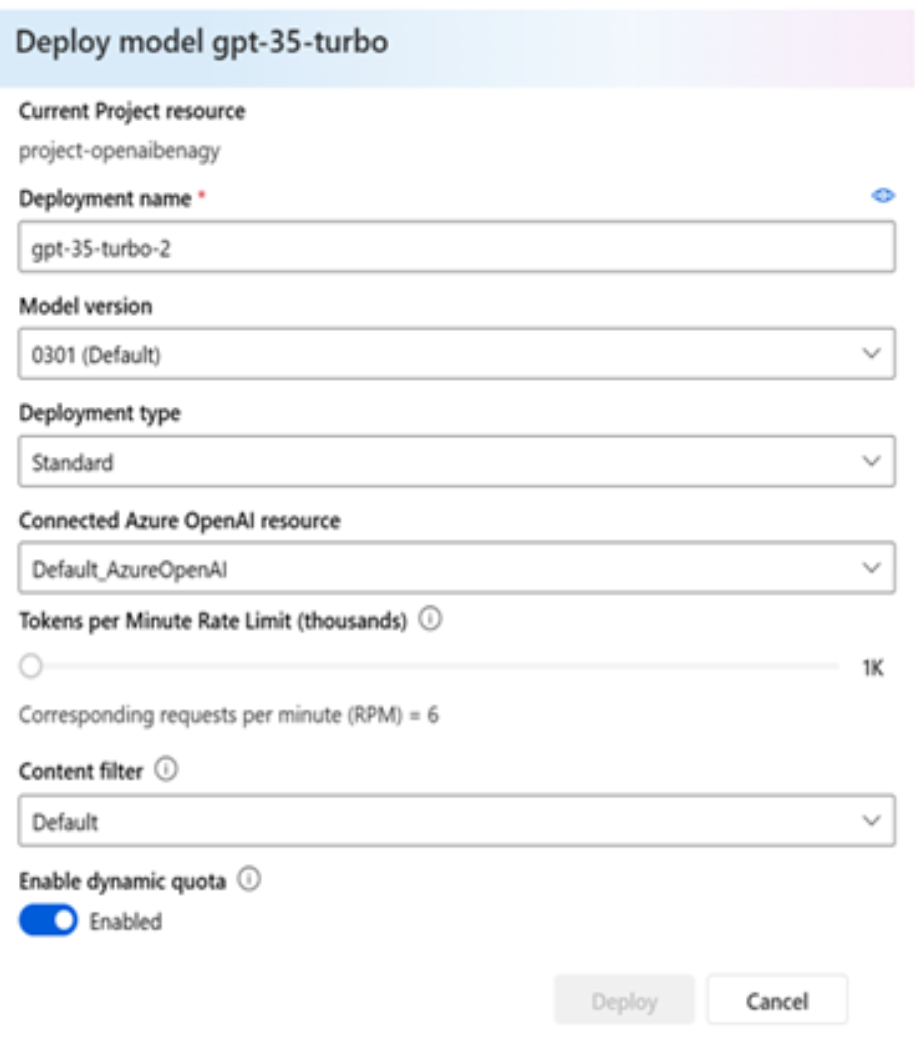 Deploy model gpt-35-turbo
Current Project resource
project-openaibenagy
Deployment name *
gpt-35-turbo-2
Model version
0301 (Default)
Deployment type
Standard
Connected Azure OpenAI resource
Default_AzureOpenAI
Tokens per Minute Rate Limit (thousands)
1K
Corresponding requests per minute (RPM) = 6
Content filter
Default
Enable dynamic quota
Enabled
Deploy Cancel